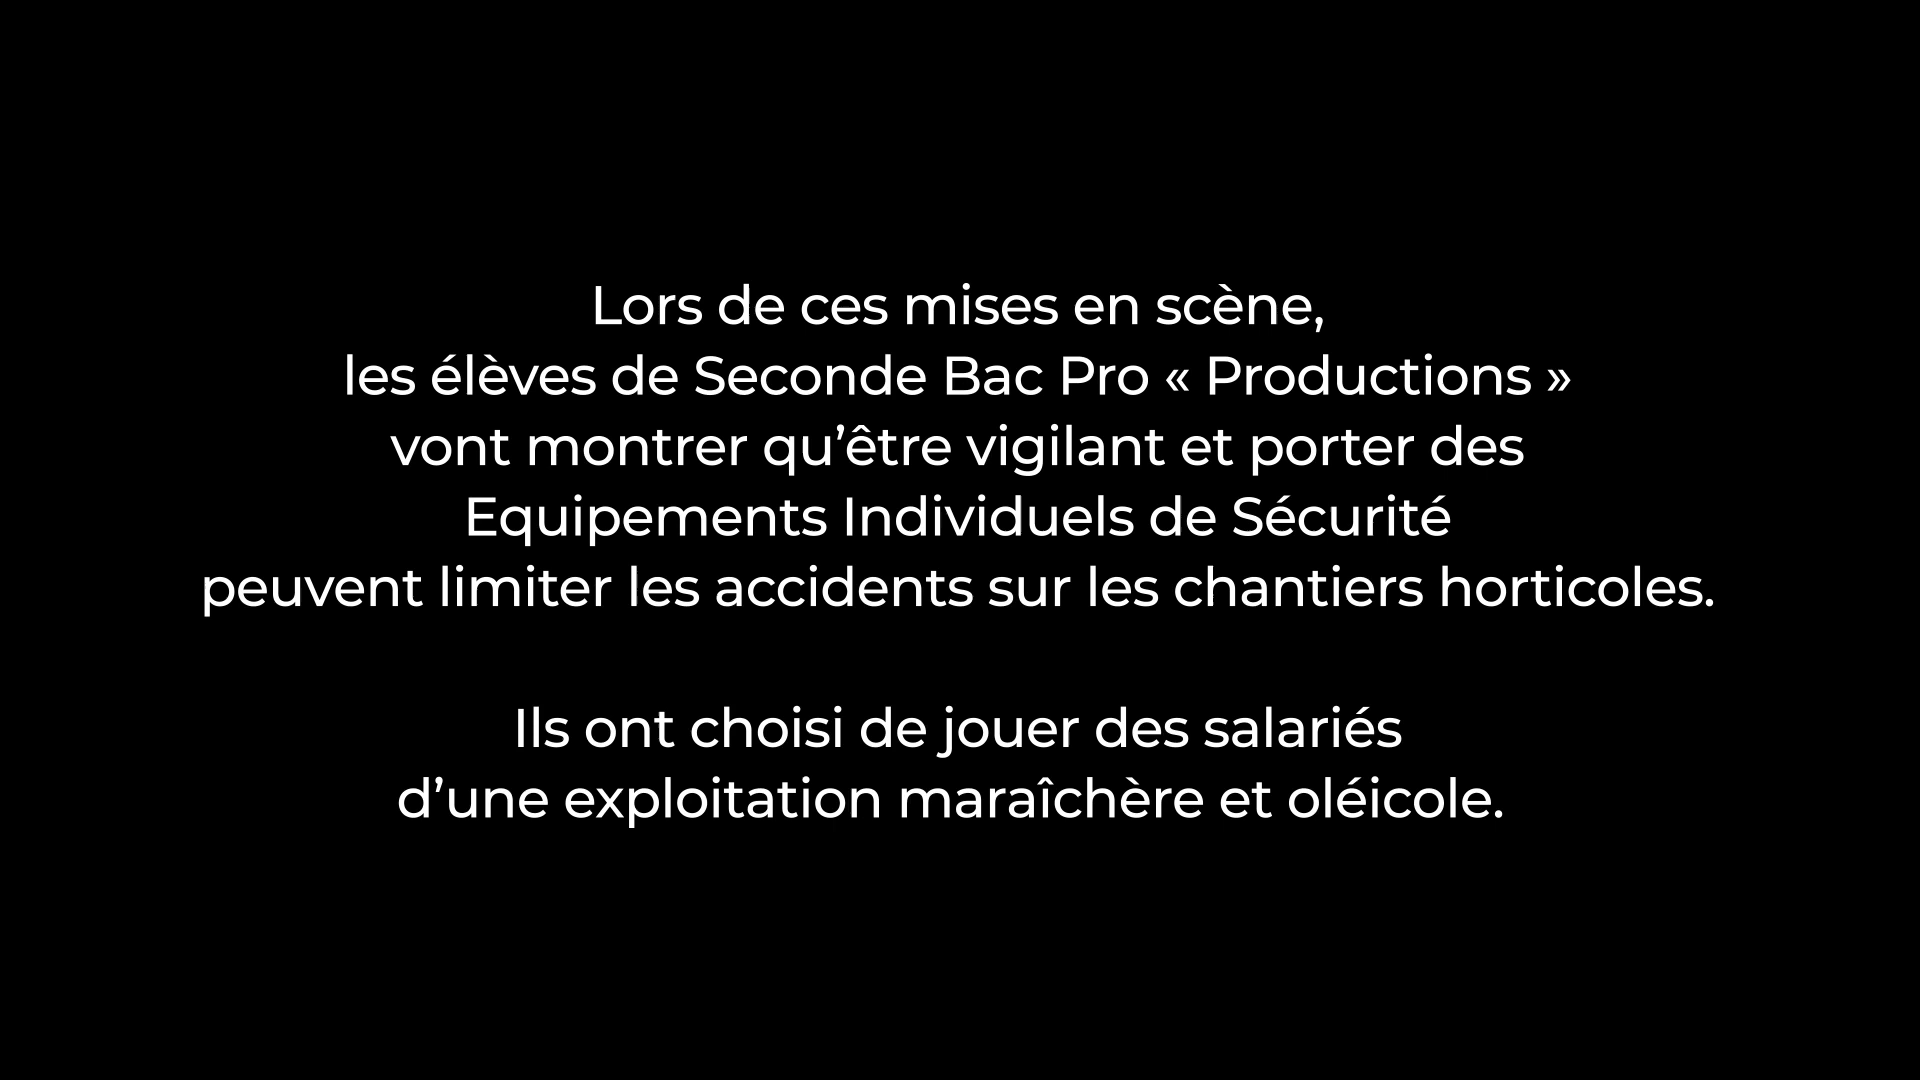 Lors de ces mises en scène,
les élèves de Seconde Bac Pro « Productions »
vont montrer qu’être vigilant et porter des
Equipements Individuels de Sécurité
peuvent limiter les accidents sur les chantiers horticoles.
Ils ont choisi de jouer des salariés
d’une exploitation maraîchère et oléicole.